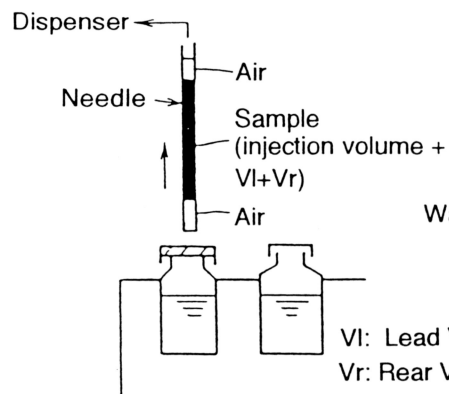 Dispenser
Air
Needle
Sample
(injection volume +
Vl+Vr)
Air
Vl: Lead
Vr: Rear